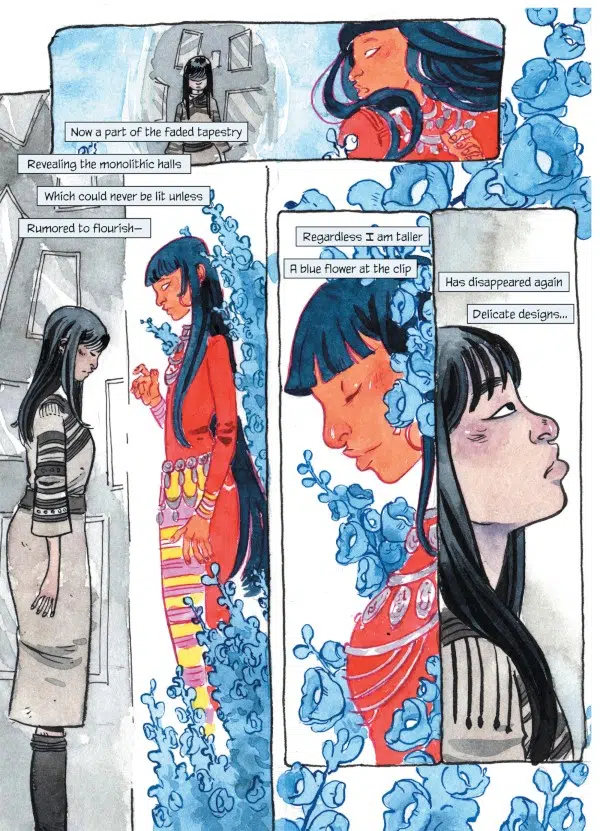 Now a part of the faded tapestry
Revealing the monolithic halls
Which could never be lit unless
Rumored to flourish—
Regardless I am taller
A blue flower at the clip
Has disappeared again
Delicate designs...